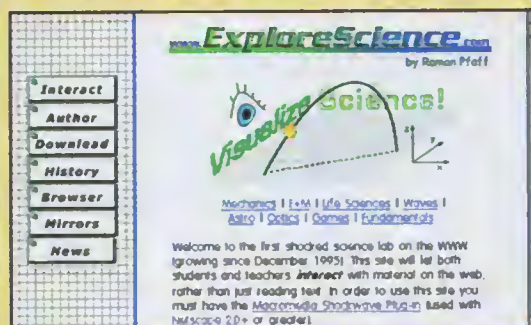 Interact
Author
Download
History
Browser
Mirrors
News
www.ExploreScience.com
by Raman Pfaff
Visualize Science!
z
y
x
Mechanics | E+M | Life Sciences | Waves |
Astro | Optics | Games | Fundamentals
Welcome to the first shocked science lab on the WWW
(growing since December 1995) This site will let both
students and teachers interact with material on the web,
rather than just reading text. In order to use this site you
must have the Macromedia Shockwave Plug-in (used with
Netscape 2.0+ or greater).